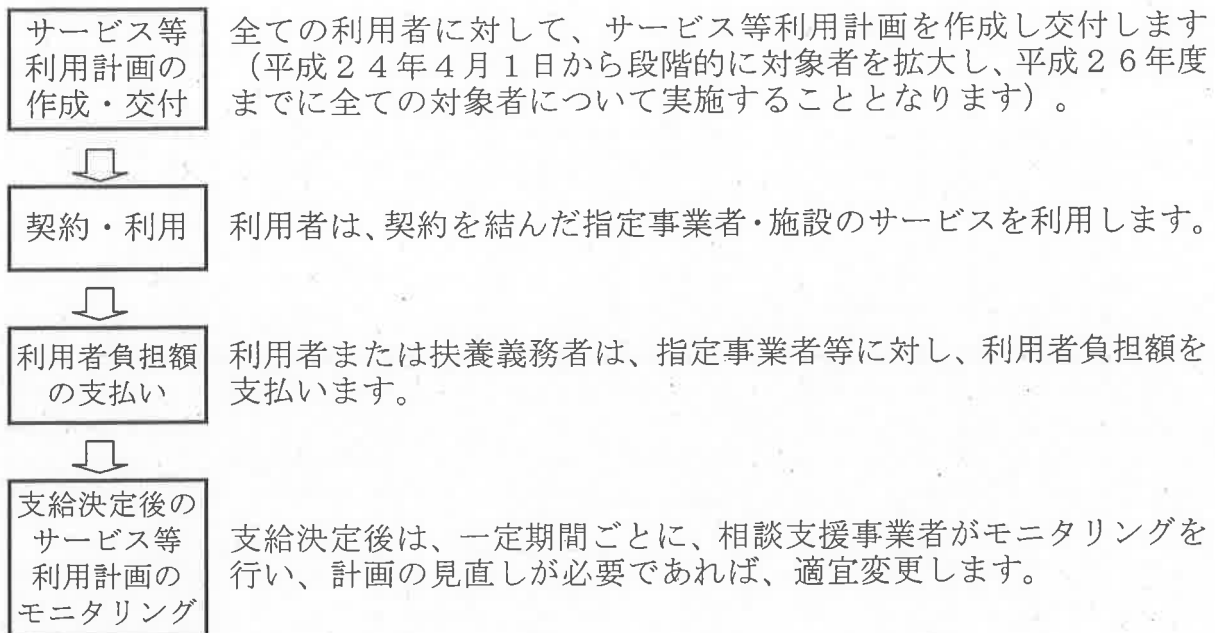 サービス等
利用計画の
作成・交付
全ての利用者に対して、サービス等利用計画を作成し交付します
（平成２４年４月１日から段階的に対象者を拡大し、平成２６年度
までに全ての対象者について実施することとなります）。
契約・利用
利用者は、契約を結んだ指定事業者・施設のサービスを利用します。
利用者負担額
の支払い
利用者または扶養義務者は、指定事業者等に対し、利用者負担額を
支払います。
支給決定後の
サービス等
利用計画の
モニタリング
支給決定後は、一定期間ごとに、相談支援事業者がモニタリングを
行い、計画の見直しが必要であれば、適宜変更します。